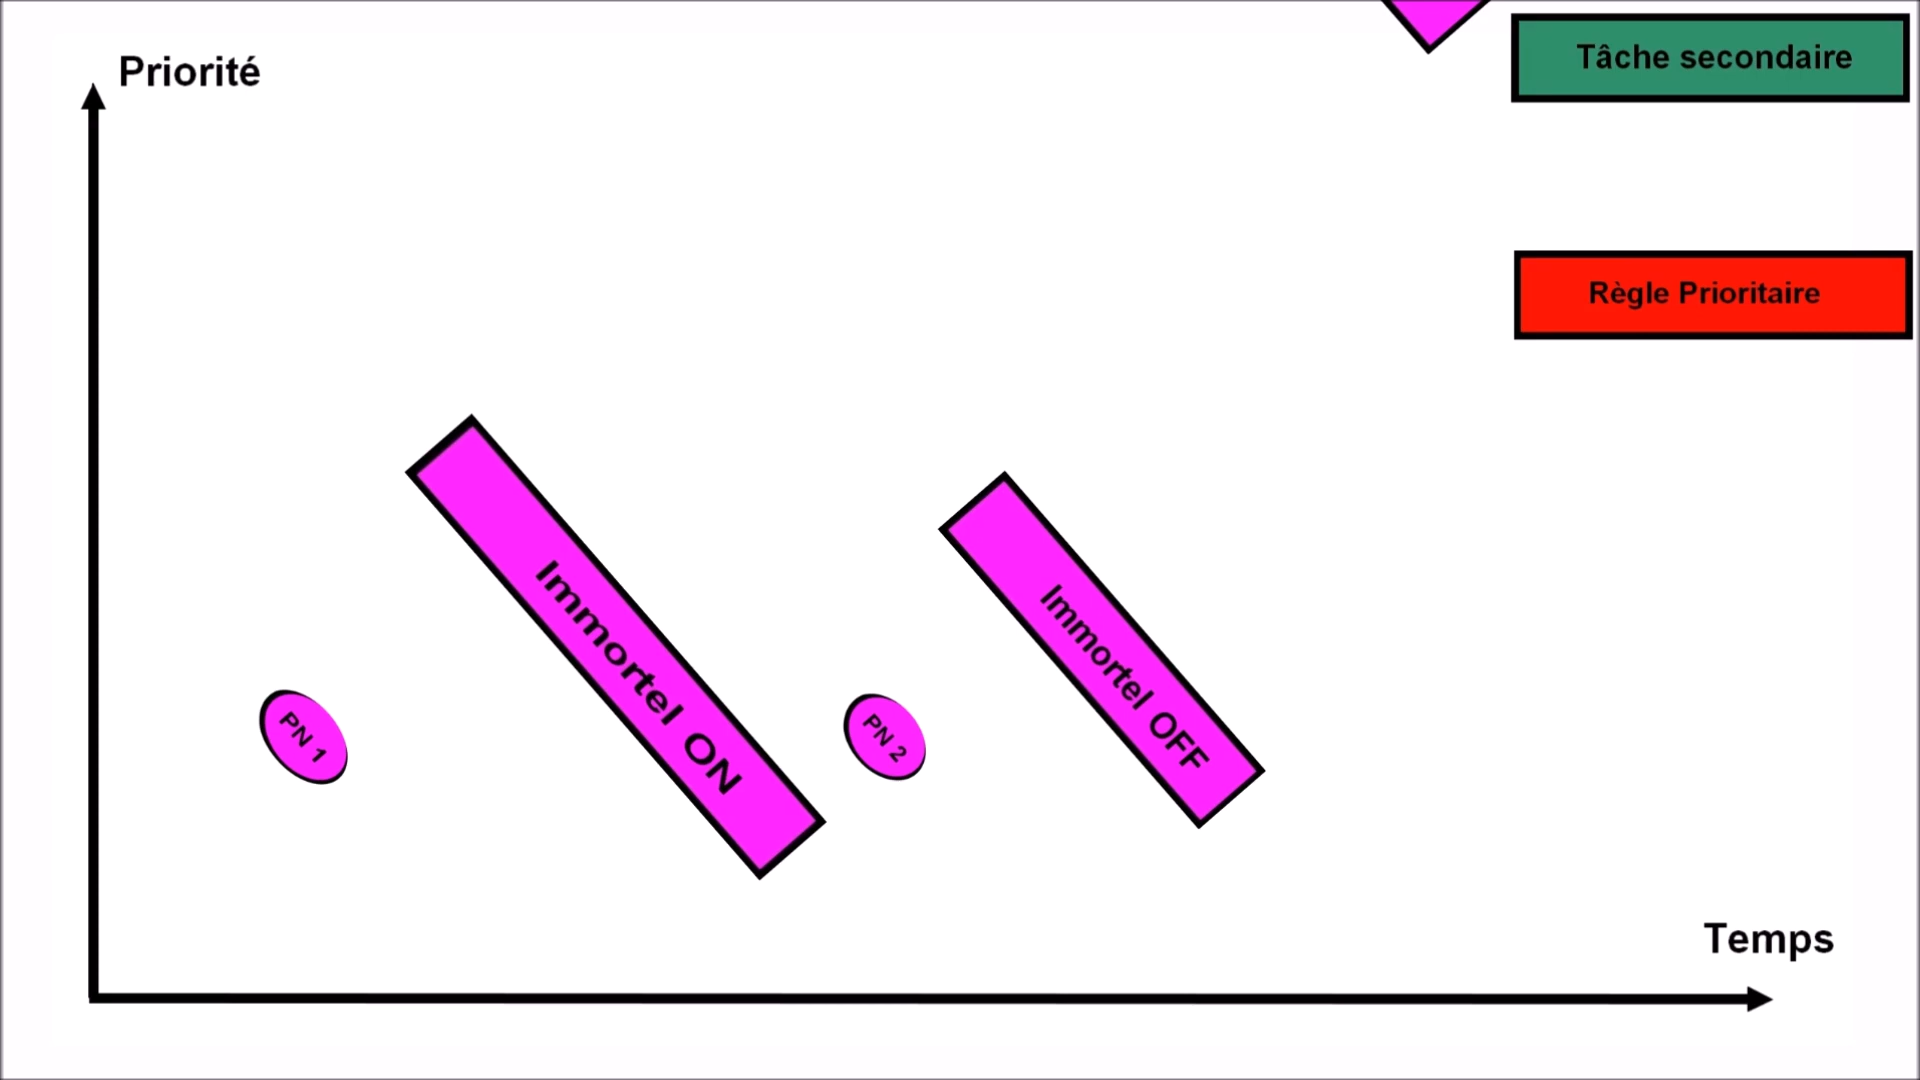 Priorité
Tâche secondaire
Règle Prioritaire
Immortel ON
Immortel OFF
PN 1
PN 2
Temps